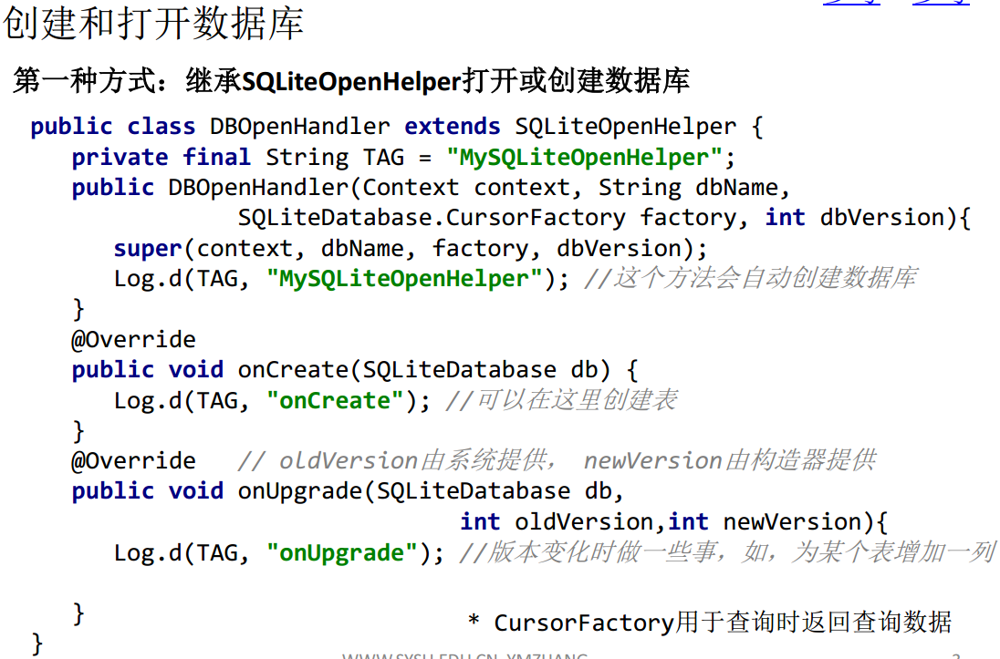 创建和打开数据库
第一种方式：继承SQLiteOpenHelper打开或创建数据库
public class DBOpenHandler extends SQLiteOpenHelper {
private final String TAG = "MySQLiteOpenHelper";
public DBOpenHandler(Context context, String dbName,
SQLiteDatabase.CursorFactory factory, int dbVersion){
super(context, dbName, factory, dbVersion);
Log.d(TAG, "MySQLiteOpenHelper"); //这个方法会自动创建数据库
}
@Override
public void onCreate(SQLiteDatabase db) {
Log.d(TAG, "onCreate"); //可以在这里创建表
}
@Override // oldVersion由系统提供， newVersion由构造器提供
public void onUpgrade(SQLiteDatabase db,
int oldVersion,int newVersion){
Log.d(TAG, "onUpgrade"); //版本变化时做一些事，如，为某个表增加一列
}
* CursorFactory用于查询时返回查询数据
}